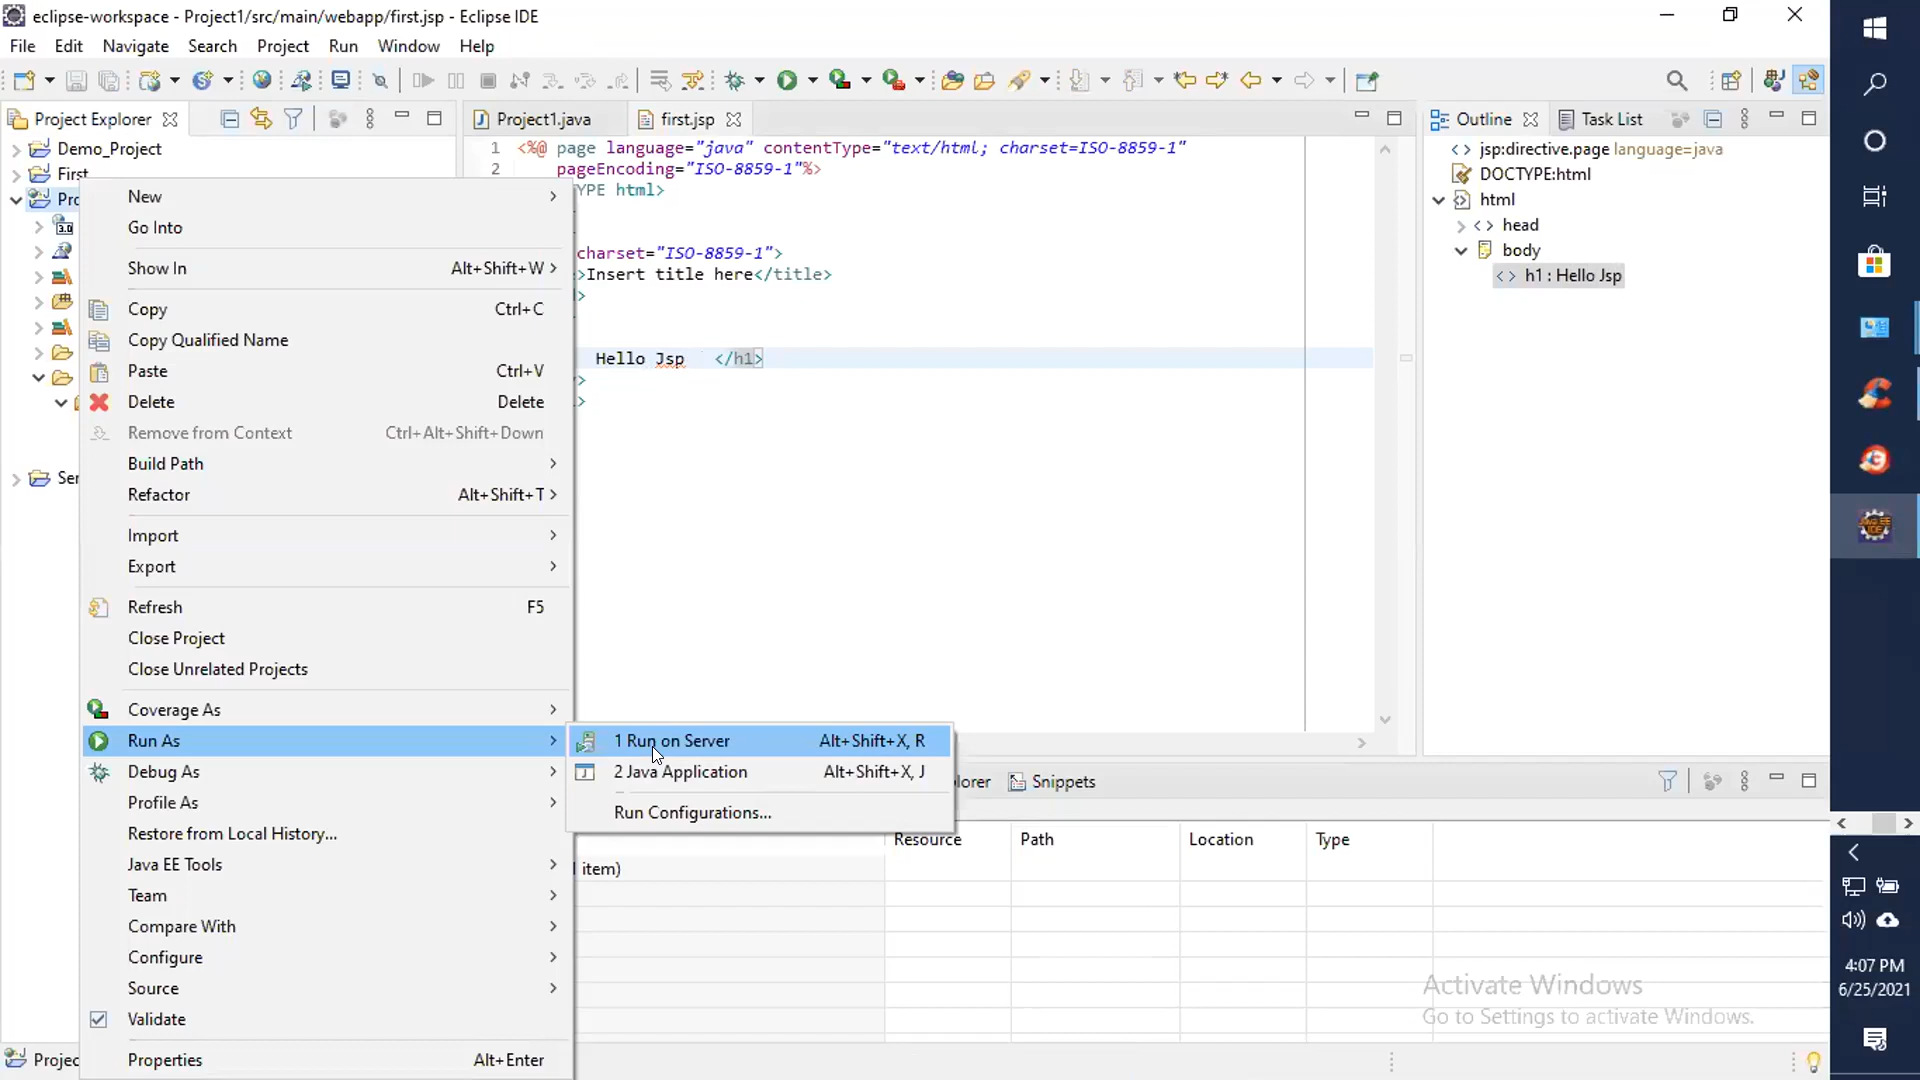 eclipse-workspace - Project1/src/main/webapp/first.jsp - Eclipse IDE
File Edit Navigate Search Project Run Window Help
Project Explorer
Project1.java
first.jsp
Outline
Task List
Demo_Project
First
Pro
3.0
Ser
1 <%@ page language="java" contentType="text/html; charset=ISO-8859-1"
2 pageEncoding="ISO-8859-1"%>
YPE html>
charset="ISO-8859-1">
>Insert title here</title>
>
Hello Jsp </h1>
>
>
jsp:directive.page language=java
DOCTYPE:html
html
head
body
h1 : Hello Jsp
New
Go Into
Show In Alt+Shift+W
Copy Ctrl+C
Copy Qualified Name
Paste Ctrl+V
Delete Delete
Remove from Context Ctrl+Alt+Shift+Down
Build Path
Refactor Alt+Shift+T
Import
Export
Refresh F5
Close Project
Close Unrelated Projects
Coverage As
Run As
Debug As
Profile As
Restore from Local History...
Java EE Tools
Team
Compare With
Configure
Source
Validate
Properties Alt+Enter
1 Run on Server Alt+Shift+X, R
2 Java Application Alt+Shift+X, J
Run Configurations...
lorer
Snippets
Resource Path Location Type
item)
Activate Windows
Go to Settings to activate Windows.
Projec
4:07 PM
6/25/2021